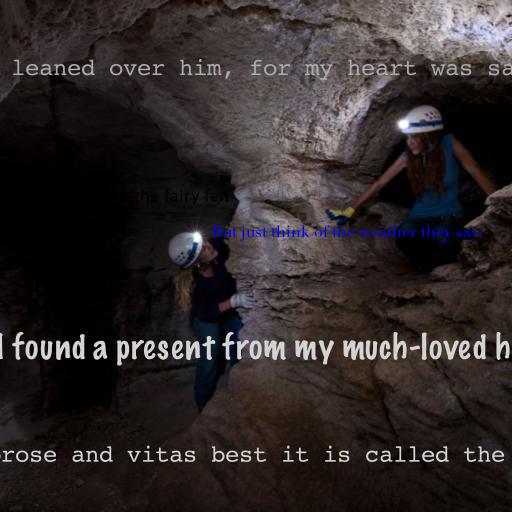 leaned over him, for my heart was sa
the fairy fen
But just think of the weather they say
I found a present from my much-loved h
rose and vitas best it is called the